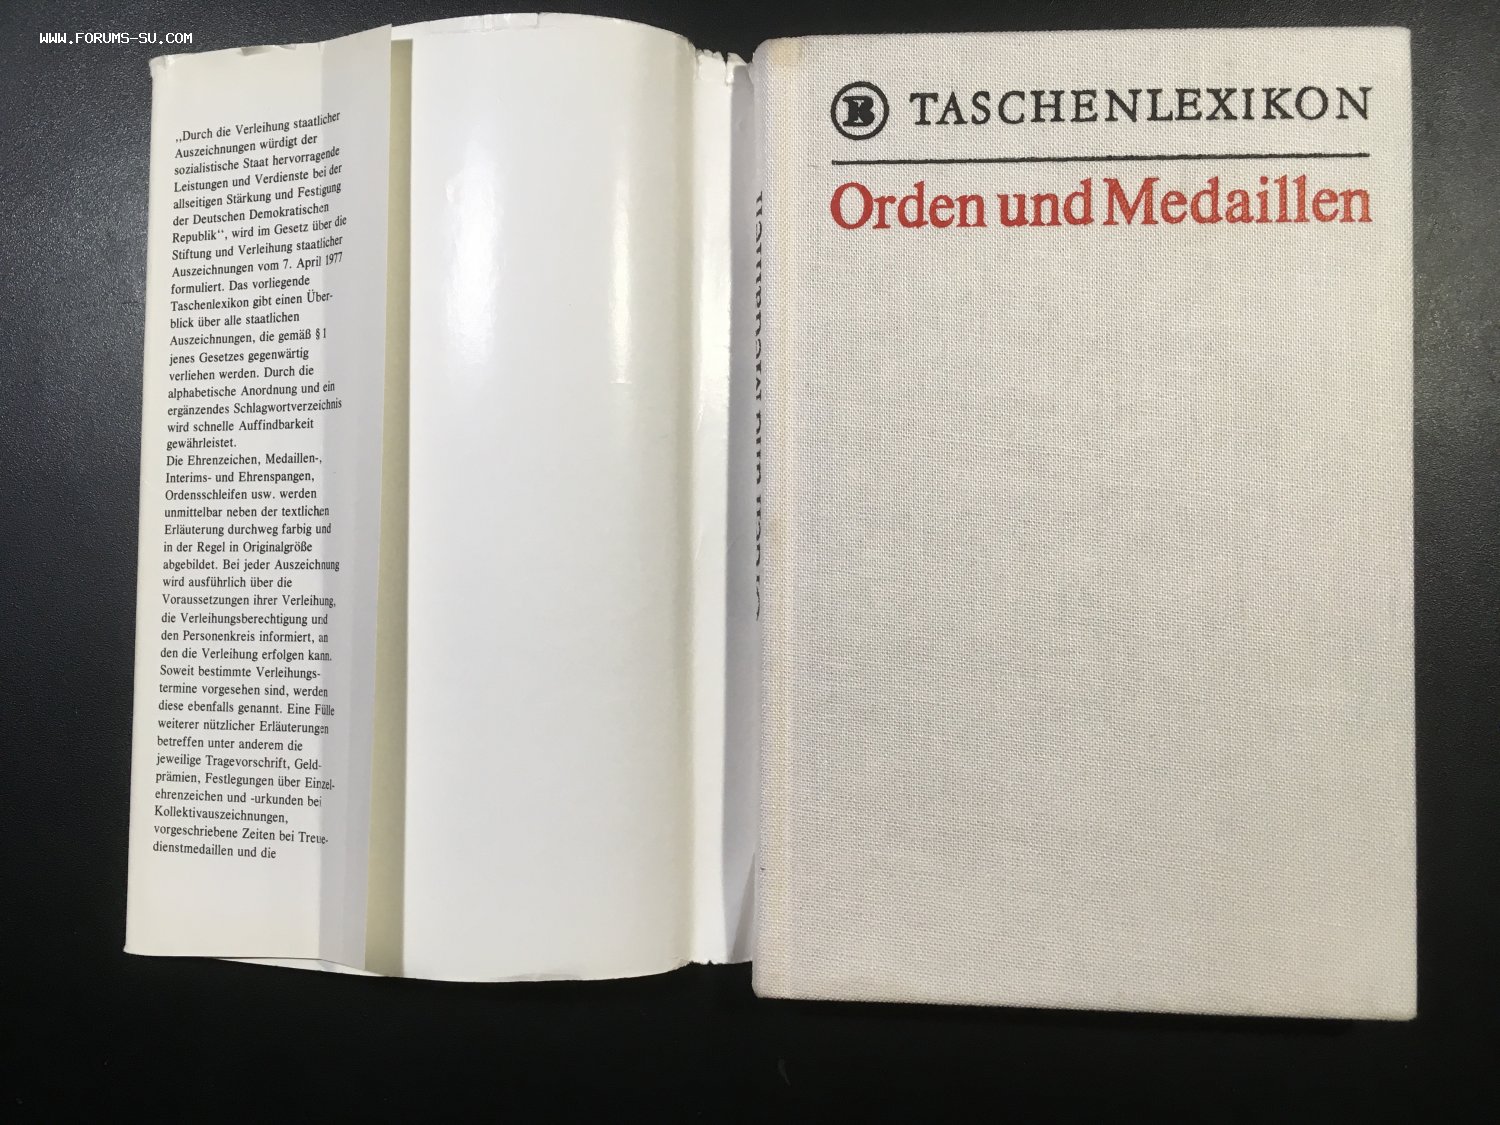 WWW.FORUMS-SU.COM
„Durch die Verleihung staatlicher
Auszeichnungen würdigt der
sozialistische Staat hervorragende
Leistungen und Verdienste bei der
allseitigen Stärkung und Festigung
der Deutschen Demokratischen
Republik“, wird im Gesetz über die
Stiftung und Verleihung staatlicher
Auszeichnungen vom 7. April 1977
formuliert. Das vorliegende
Taschenlexikon gibt einen Über-
blick über alle staatlichen
Auszeichnungen, die gemäß § 1
jenes Gesetzes gegenwärtig
verliehen werden. Durch die
alphabetische Anordnung und ein
ergänzendes Schlagwortverzeichnis
wird schnelle Auffindbarkeit
gewährleistet.
Die Ehrenzeichen, Medaillen-,
Interims- und Ehrenspangen,
Ordensschleifen usw. werden
unmittelbar neben der textlichen
Erläuterung durchweg farbig und
in der Regel in Originalgröße
abgebildet. Bei jeder Auszeichnung
wird ausführlich über die
Voraussetzungen ihrer Verleihung,
die Verleihungsberechtigung und
den Personenkreis informiert, an
den die Verleihung erfolgen kann.
Soweit bestimmte Verleihungs-
termine vorgesehen sind, werden
diese ebenfalls genannt. Eine Fülle
weiterer nützlicher Erläuterungen
betreffen unter anderem die
jeweilige Tragevorschrift, Geld-
prämien, Festlegungen über Einzel-
ehrenzeichen und -urkunden bei
Kollektivauszeichnungen,
vorgeschriebene Zeiten bei Treue-
dienstmedaillen und die
B TASCHENLEXIKON
Orden und Medaillen